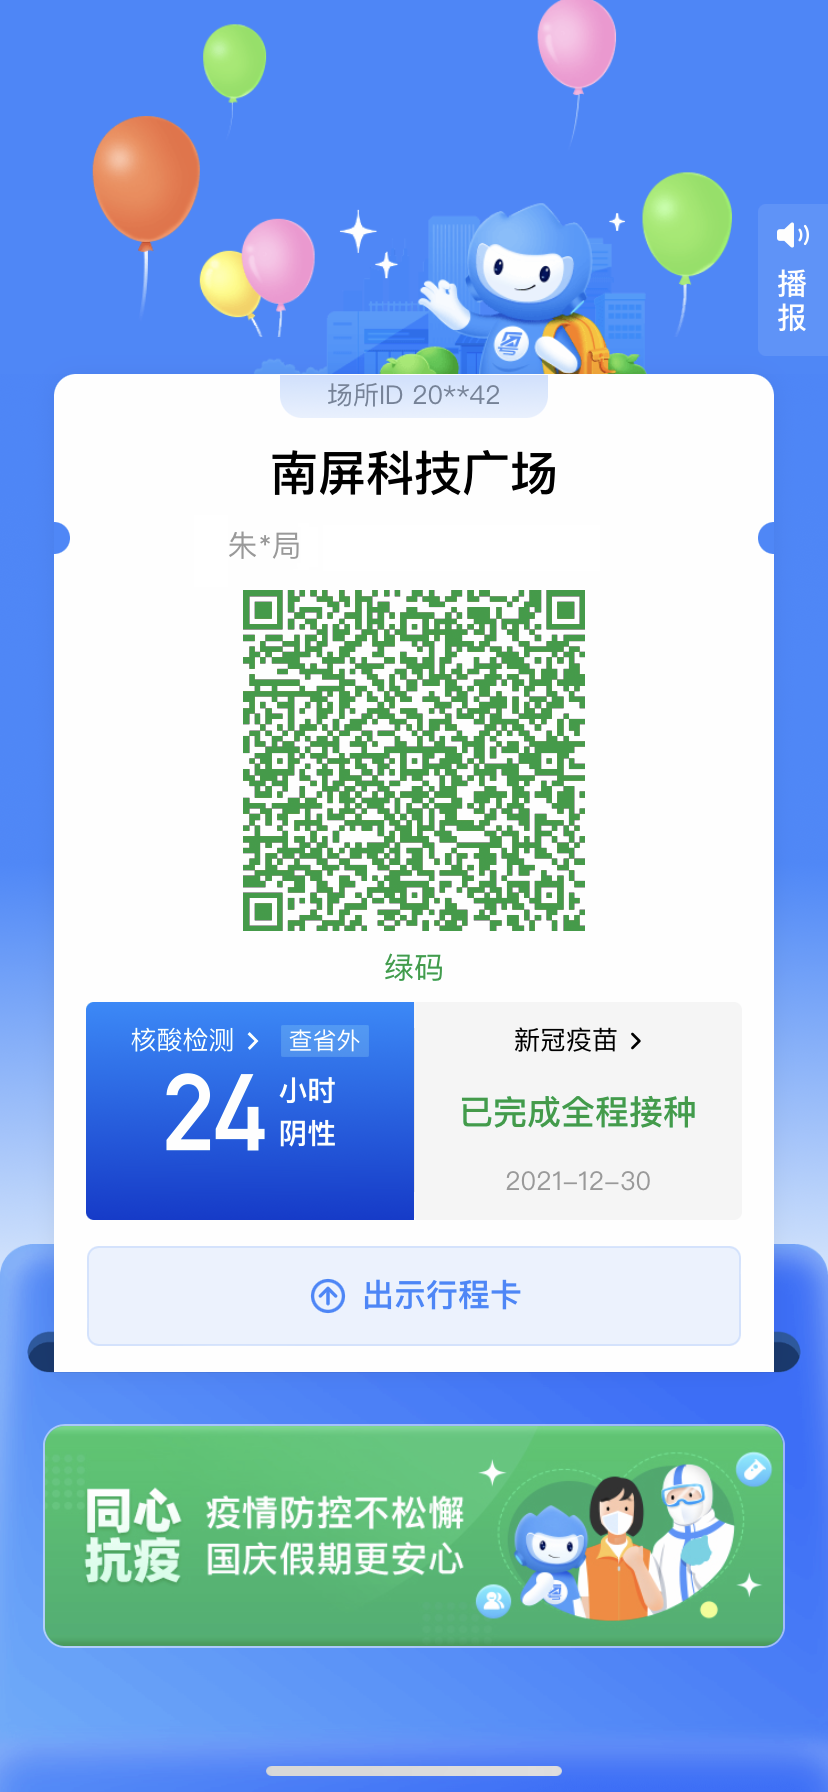 播报
场所ID 20**42
南屏科技广场
朱*局
绿码
核酸检测
查省外
24
小时
阴性
新冠疫苗
已完成全程接种
2021-12-30
出示行程卡
同心
抗疫
疫情防控不松懈
国庆假期更安心